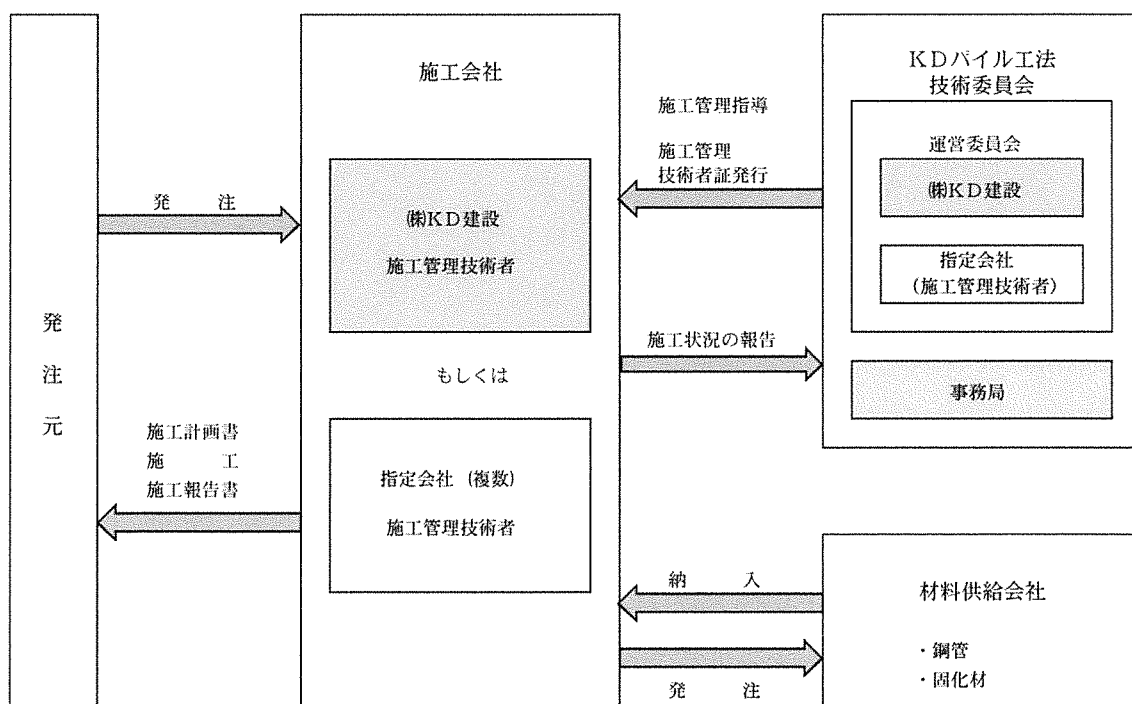 発注元
発　　注
施工計画書
施　　工
施工報告書
施工会社
㈱KD建設
施工管理技術者
もしくは
指定会社（複数）
施工管理技術者
施工管理指導
施工管理
技術者証発行
施工状況の報告
納　　入
発　　注
KDパイル工法
技術委員会
運営委員会
㈱KD建設
指定会社
（施工管理技術者）
事務局
材料供給会社
・鋼管
・固化材